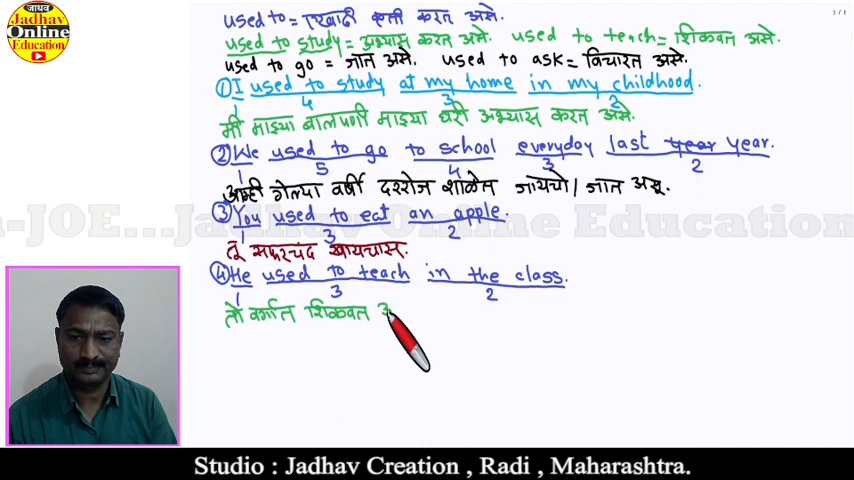 जाधव
Jadhav
Online
Education
1/1
used to = एखादी कृती करत असे.
used to study = अभ्यास करत असे. used to teach = शिकवत असे.
used to go = जात असे. used to ask = विचारत असे.
① I used to study at my home in my childhood.
1 4 3 2
मी माझ्या बालपणी माझ्या घरी अभ्यास करत असे.
② We used to go to school everyday last year year.
1 5 4 3 2
आम्ही गेल्या वर्षी दररोज शाळेत जायचो / जात असू.
a-JOE...Jadhav Online Education
③ You used to eat an apple.
1 3 2
तू सफरचंद खायचास.
④ He used to teach in the class.
1 3 2
तो वर्गात शिकवत
Studio : Jadhav Creation , Radi , Maharashtra.